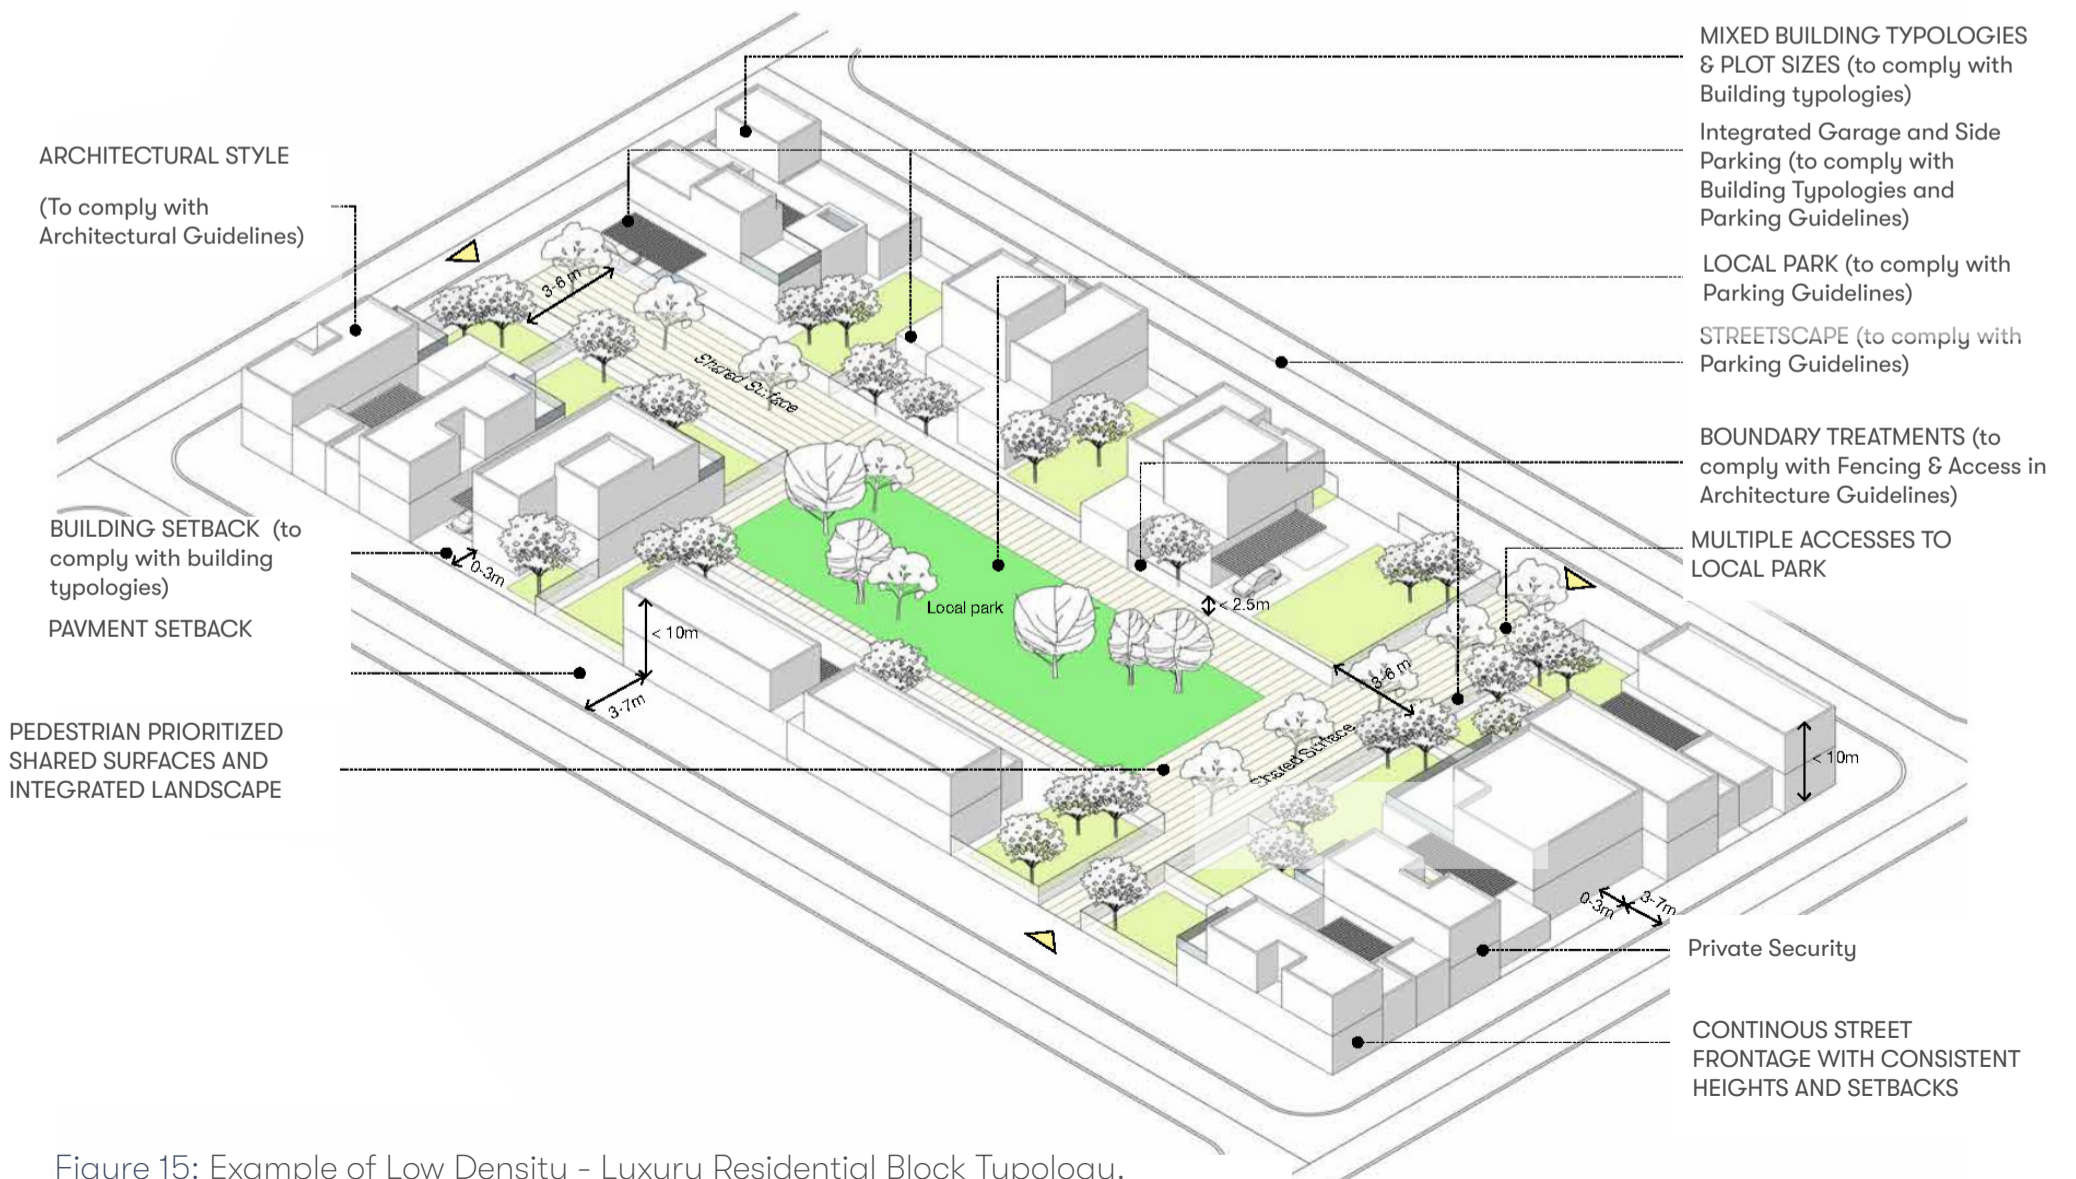 MIXED BUILDING TYPOLOGIES
& PLOT SIZES (to comply with
Building typologies)
Integrated Garage and Side
Parking (to comply with
Building Typologies and
Parking Guidelines)
LOCAL PARK (to comply with
Parking Guidelines)
STREETSCAPE (to comply with
Parking Guidelines)
BOUNDARY TREATMENTS (to
comply with Fencing & Access in
Architecture Guidelines)
MULTIPLE ACCESSES TO
LOCAL PARK
Private Security
CONTINOUS STREET
FRONTAGE WITH CONSISTENT
HEIGHTS AND SETBACKS
ARCHITECTURAL STYLE
(To comply with
Architectural Guidelines)
BUILDING SETBACK (to
comply with building
typologies)
PAVMENT SETBACK
PEDESTRIAN PRIORITIZED
SHARED SURFACES AND
INTEGRATED LANDSCAPE
3-6 m
Shared Surface
0-3m
< 10m
3-7m
Local park
< 2.5m
3-6 m
Shared Surface
< 10m
0-3m
3-7m
Figure 15: Example of Low Density - Luxury Residential Block Typology.